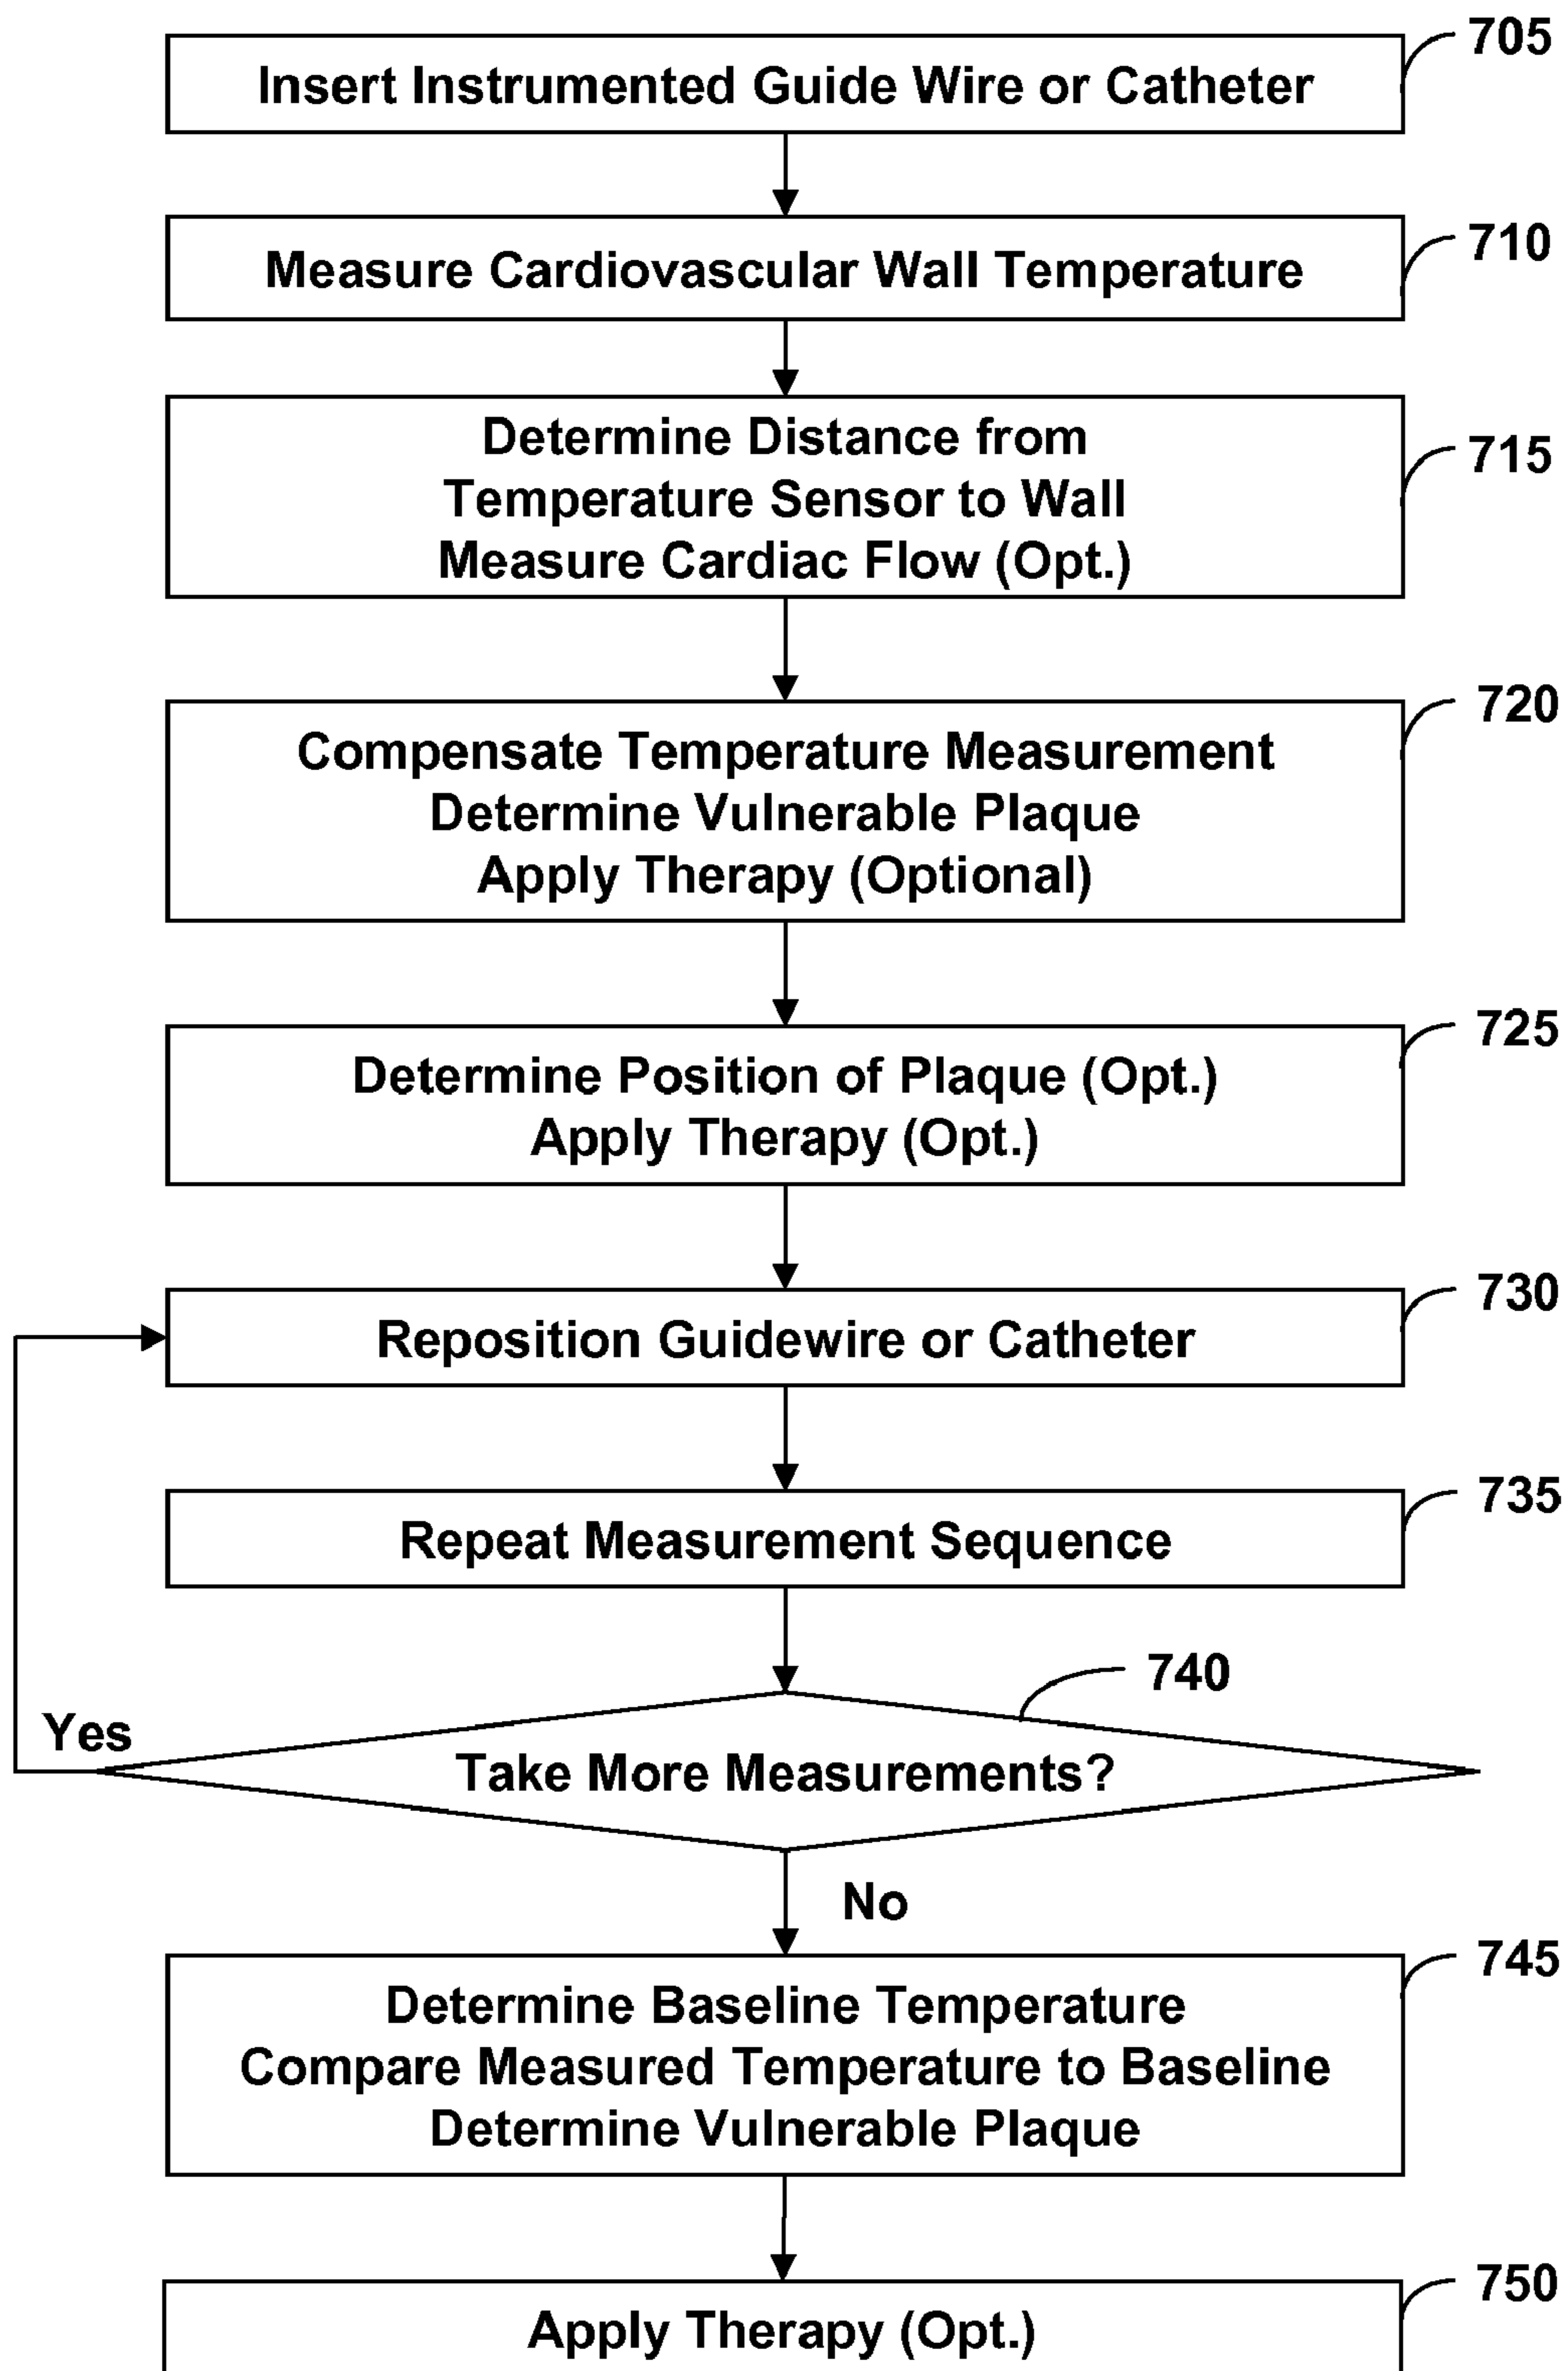 705
Insert Instrumented Guide Wire or Catheter
710
Measure Cardiovascular Wall Temperature
Determine Distance from
715
Temperature Sensor to Wall
Measure Cardiac Flow (Opt.)
720
Compensate Temperature Measurement
Determine Vulnerable Plaque
Apply Therapy (Optional)
725
Determine Position of Plaque (Opt.)
Apply Therapy (Opt.)
730
Reposition Guidewire or Catheter
735
Repeat Measurement Sequence
740
Yes
Take More Measurements?
No
745
Determine Baseline Temperature
Compare Measured Temperature to Baseline
Determine Vulnerable Plaque
750
Apply Therapy (Opt.)